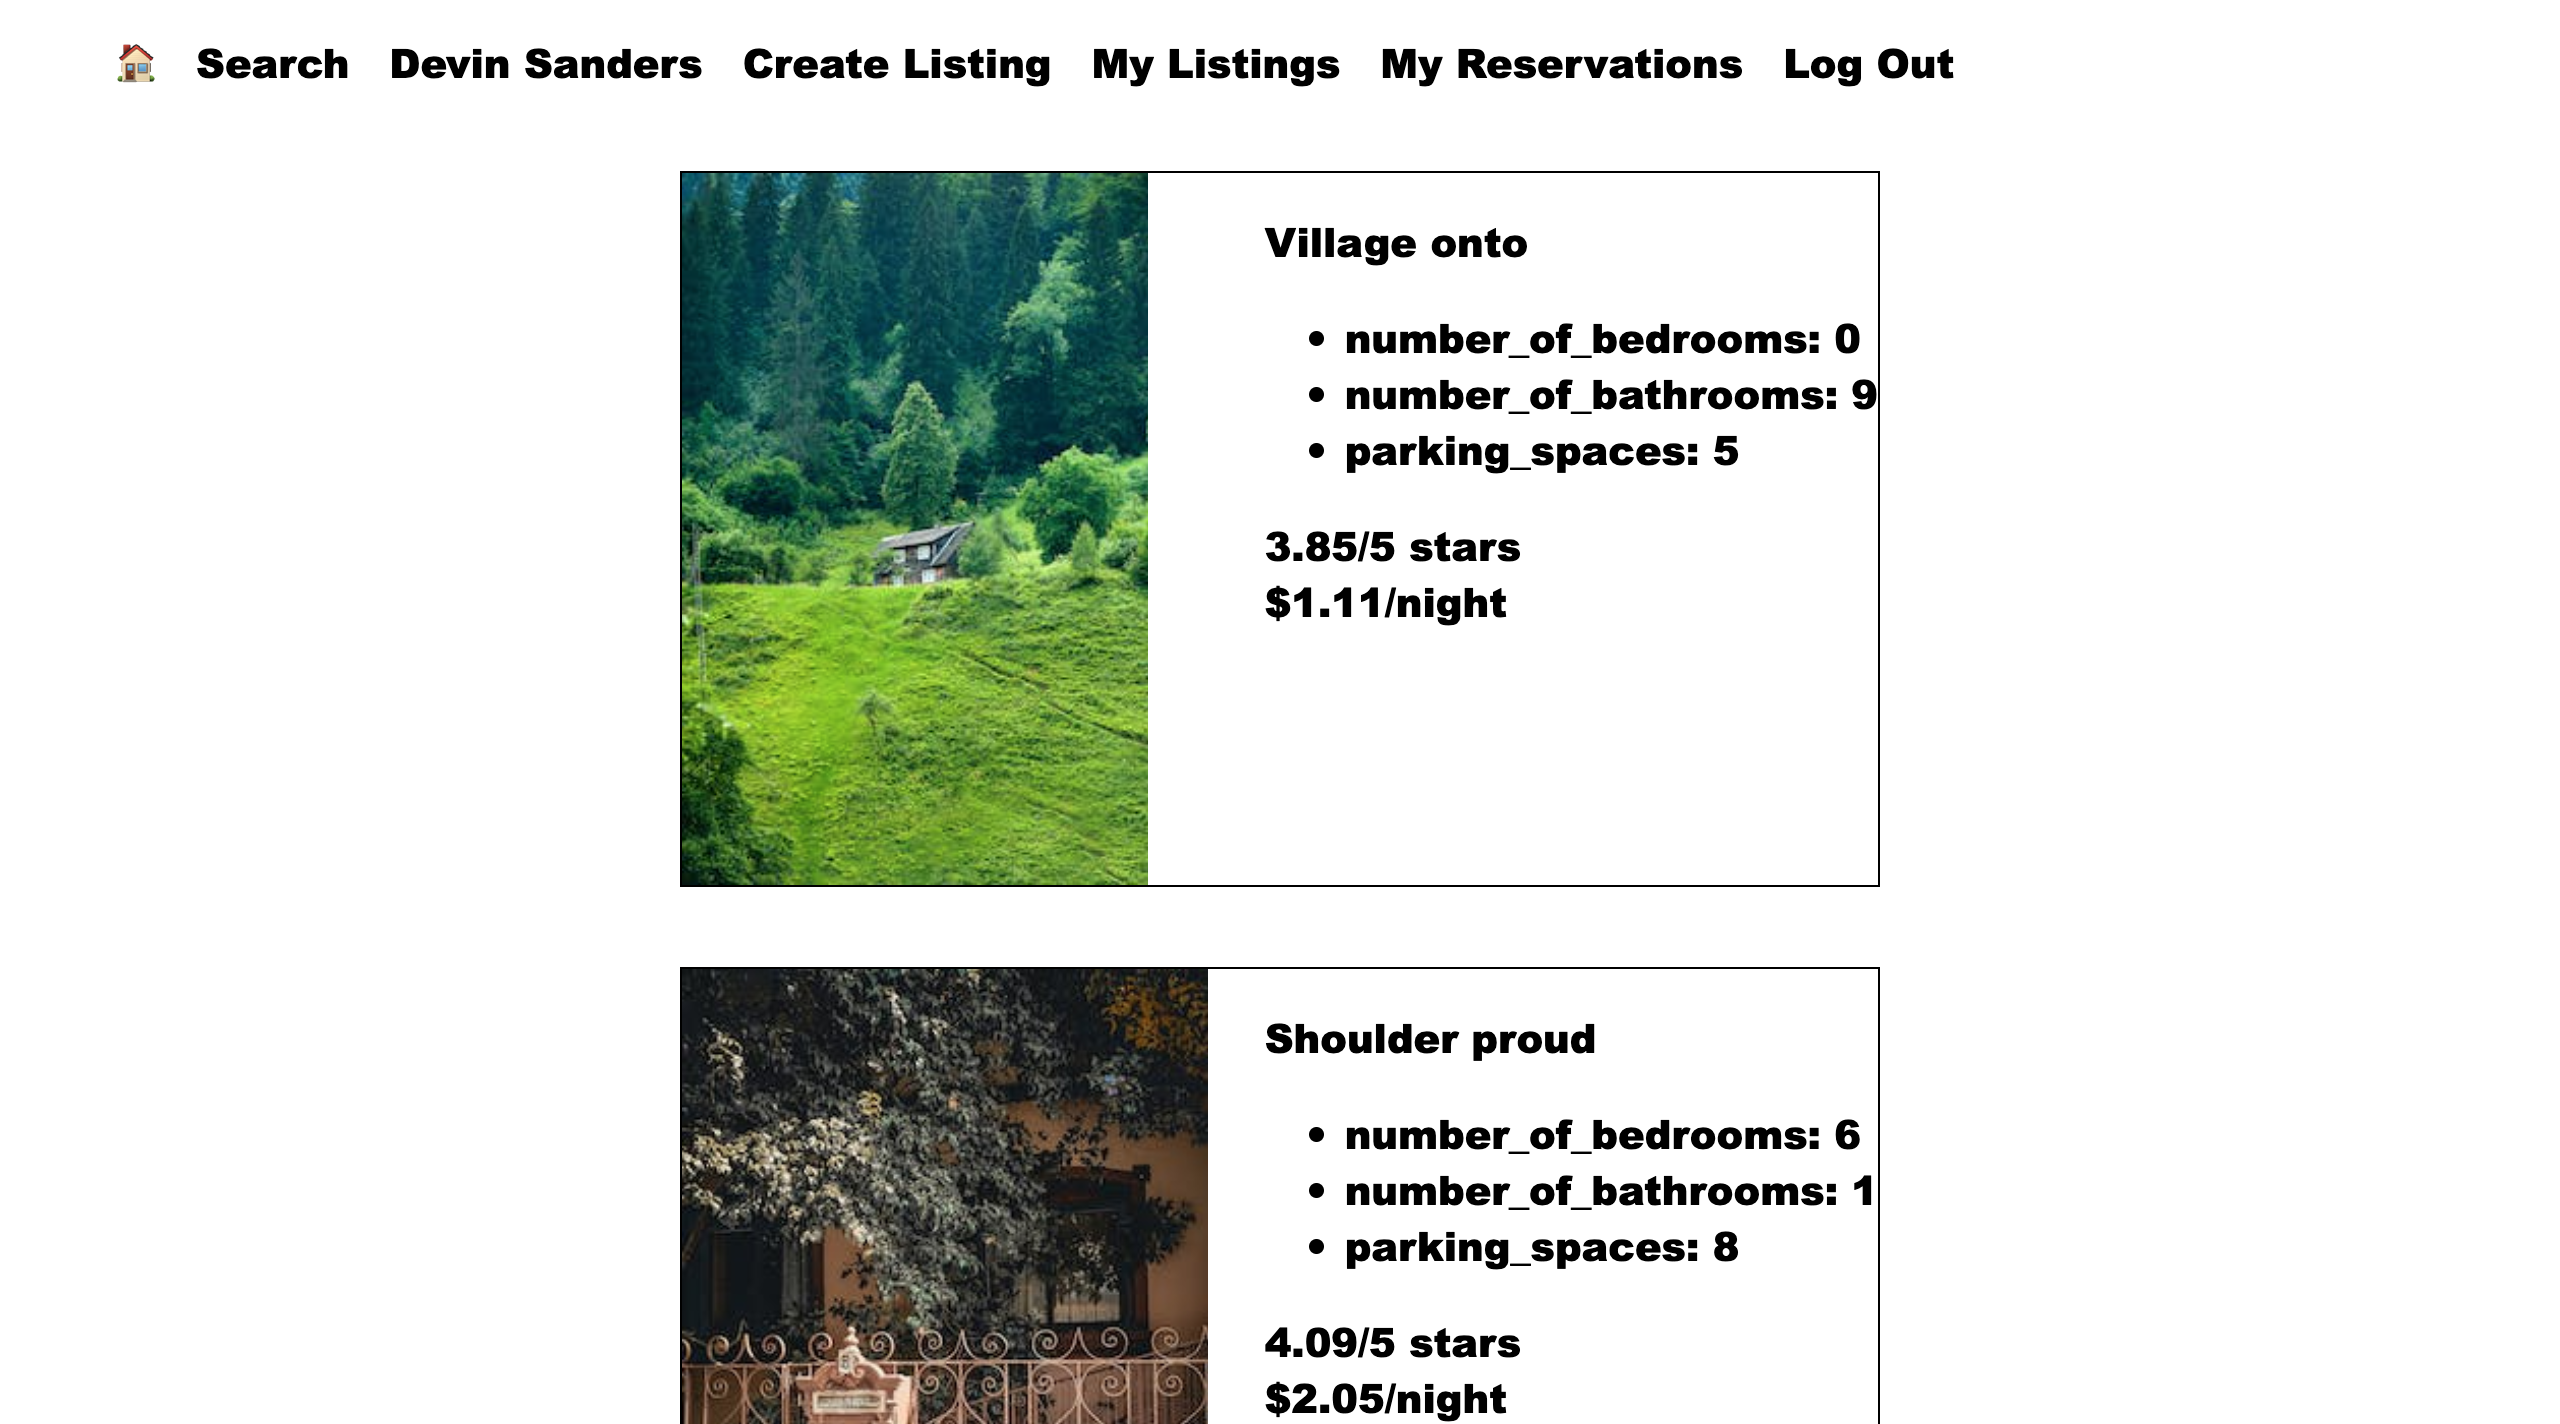 Search Devin Sanders Create Listing My Listings My Reservations Log Out
Village onto
number_of_bedrooms: 0
number_of_bathrooms: 9
parking_spaces: 5
3.85/5 stars
$1.11/night
Shoulder proud
number_of_bedrooms: 6
number_of_bathrooms: 1
parking_spaces: 8
4.09/5 stars
$2.05/night